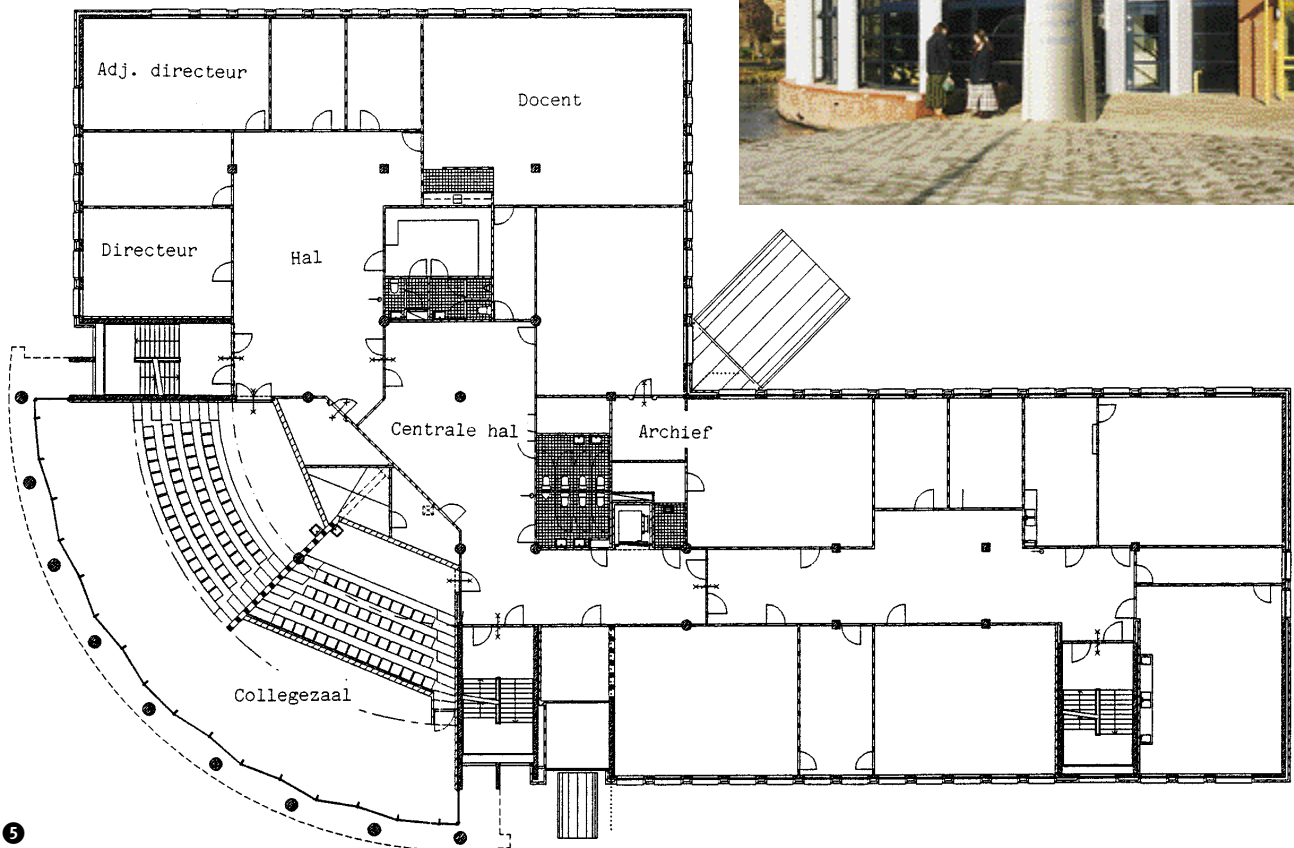 Adj. directeur
Docent
Directeur
Hal
Centrale hal
Archief
Collegezaal
5